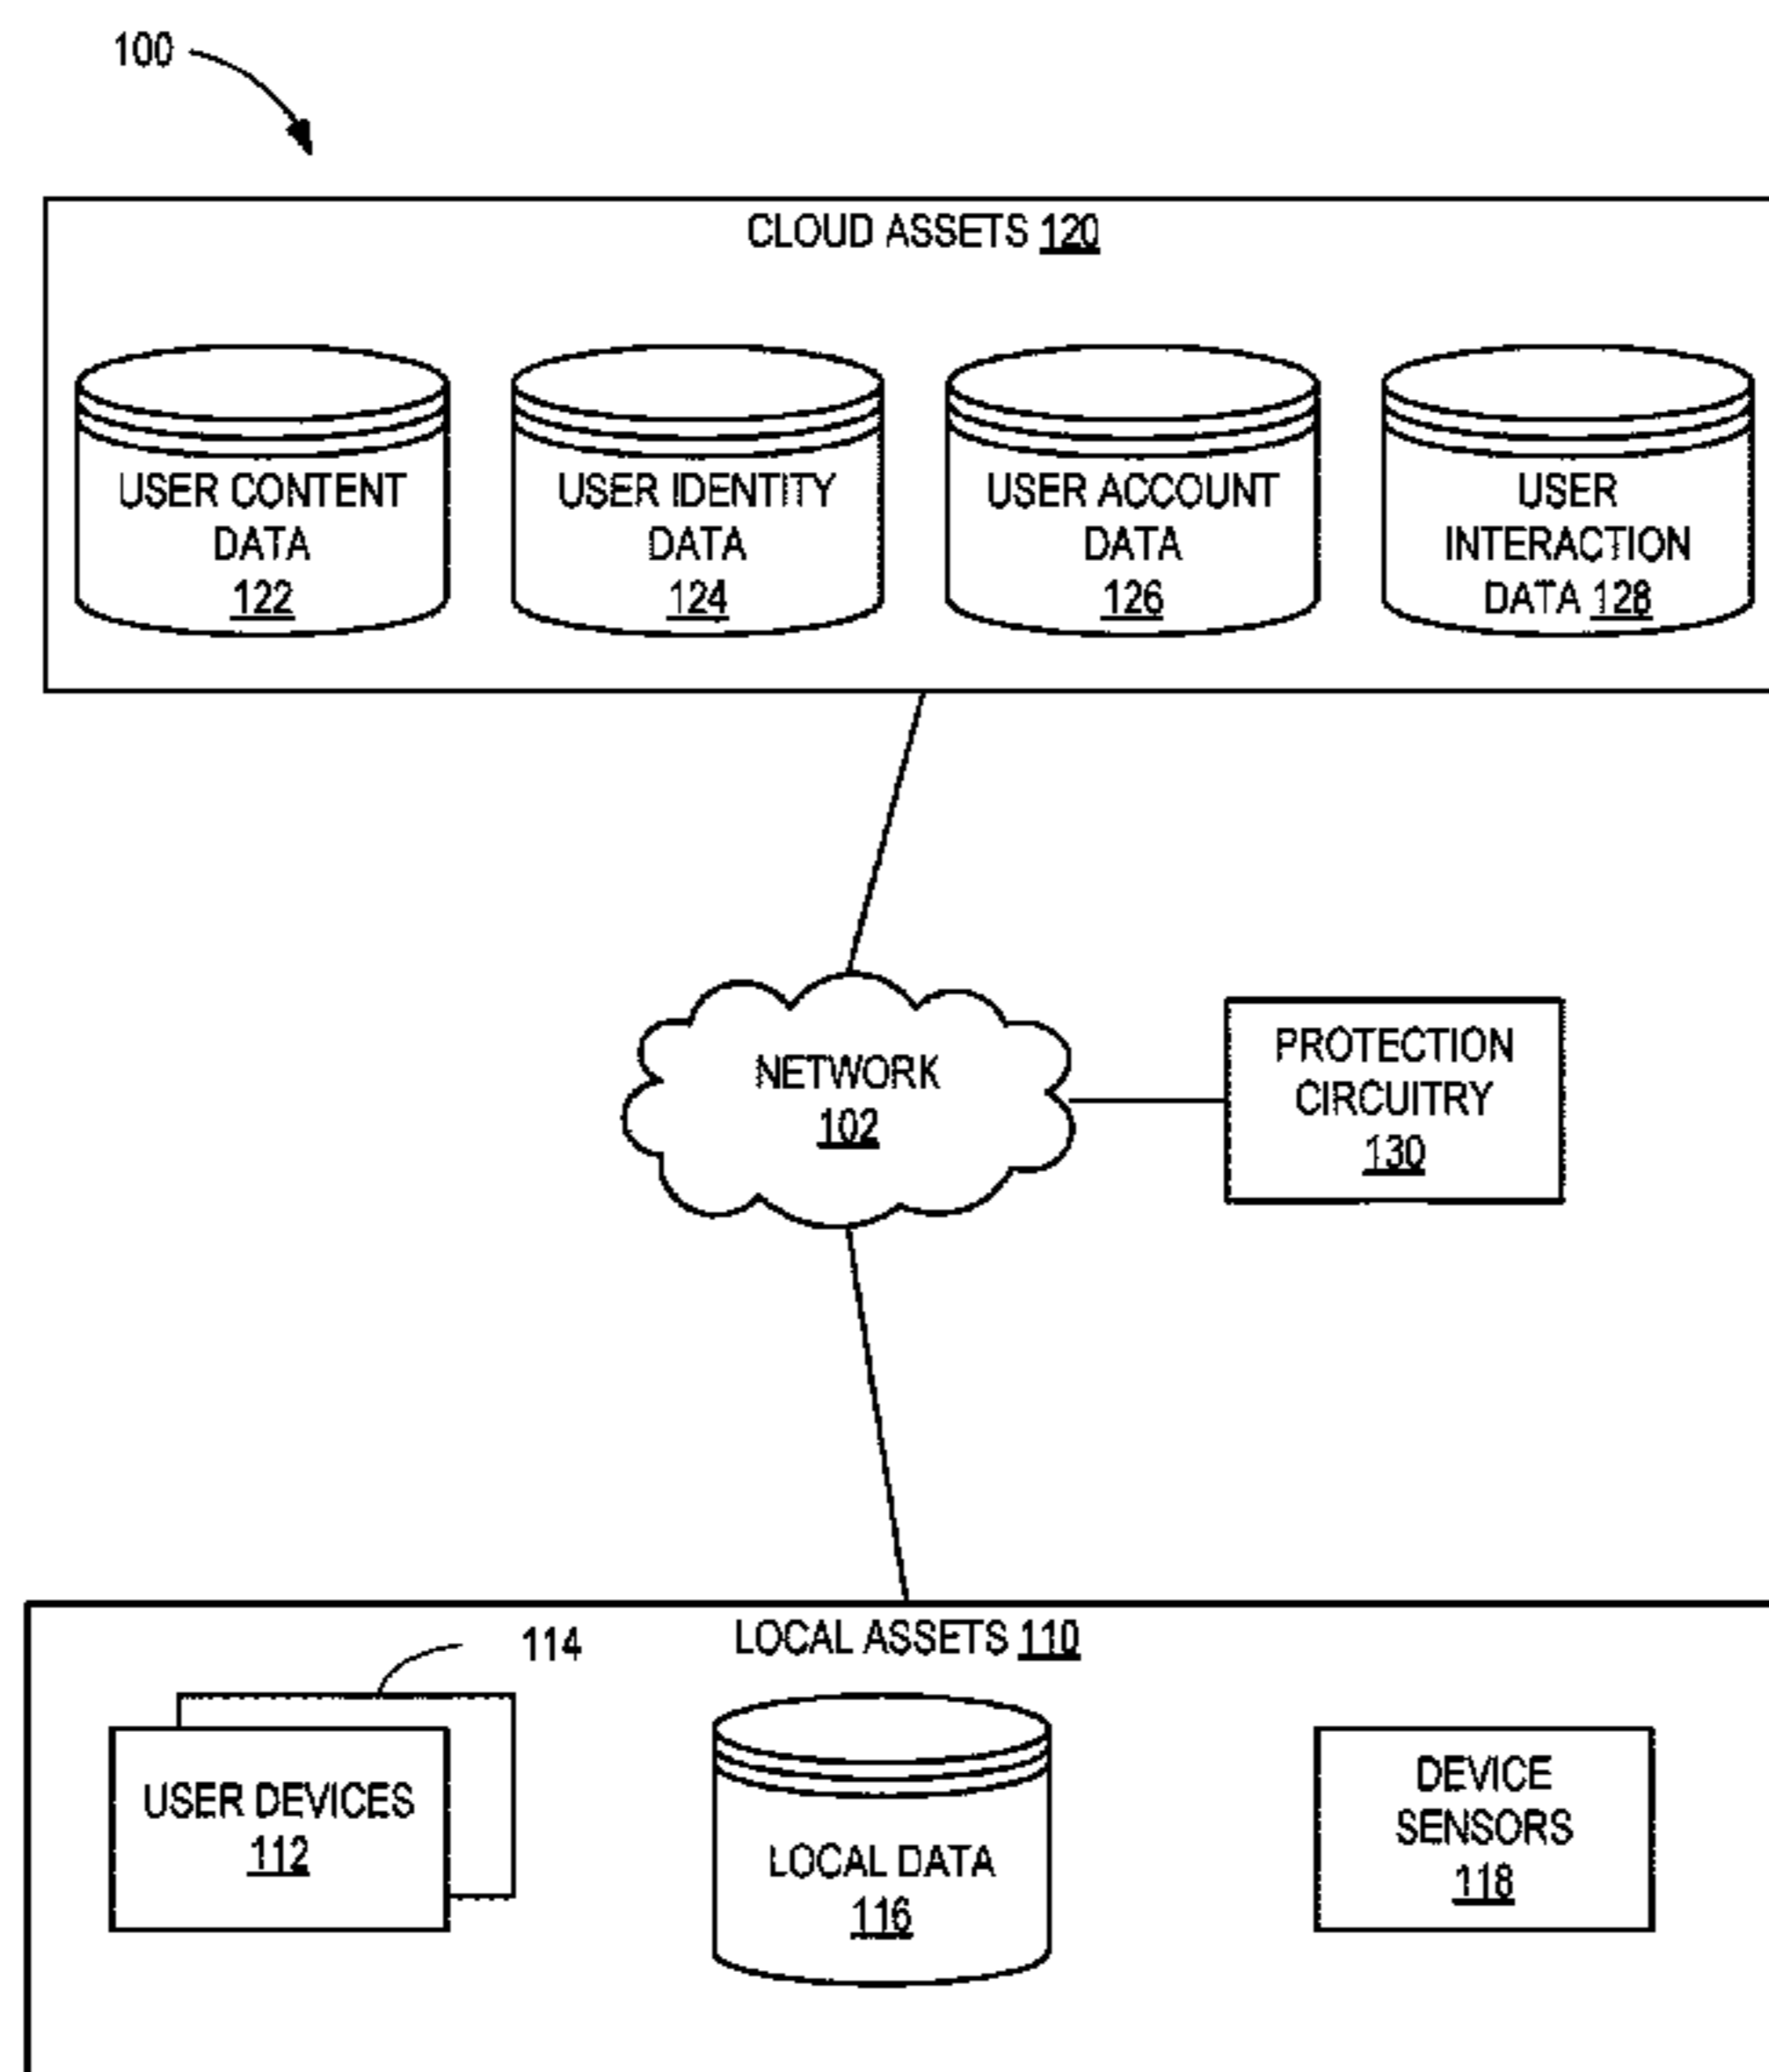 100
CLOUD ASSETS 120
USER CONTENT
DATA
122
USER IDENTITY
DATA
124
USER ACCOUNT
DATA
126
USER
INTERACTION
DATA 128
NETWORK
102
PROTECTION
CIRCUITRY
130
LOCAL ASSETS 110
114
USER DEVICES
112
LOCAL DATA
116
DEVICE
SENSORS
118